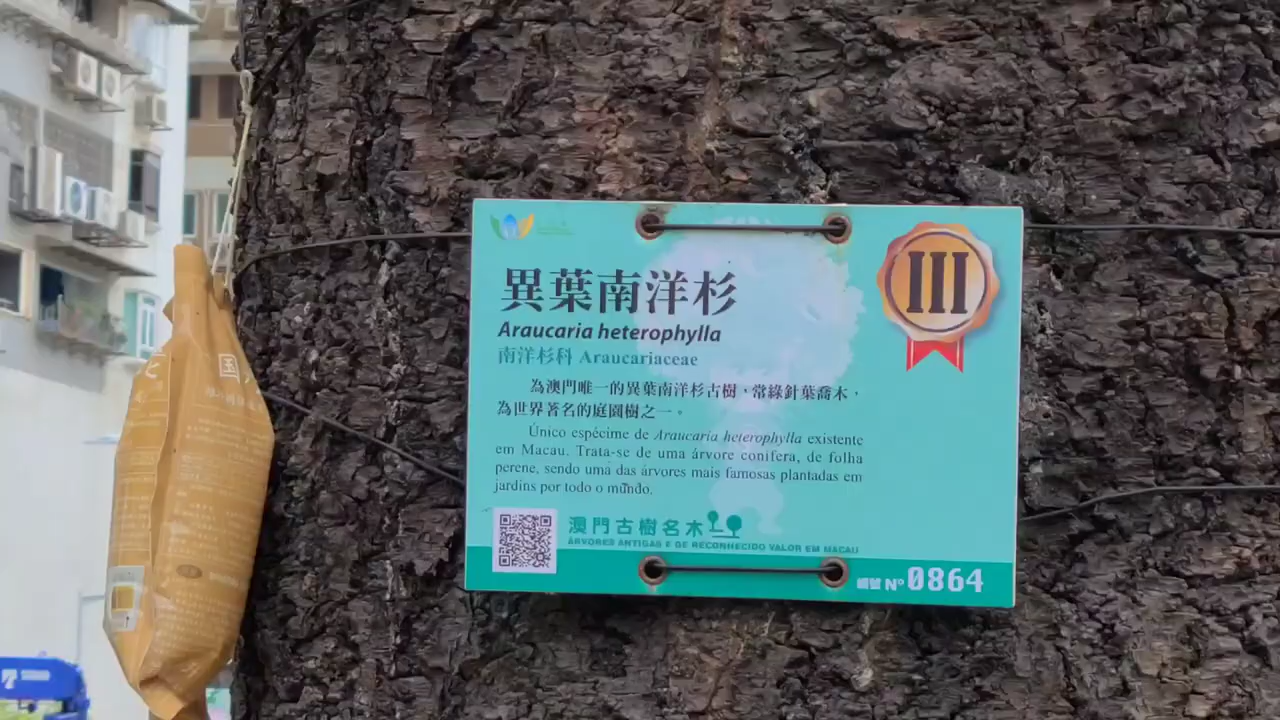 異葉南洋杉
Araucaria heterophylla
南洋杉科 Araucariaceae
為澳門唯一的異葉南洋杉古樹，常綠針葉喬木，
為世界著名的庭園樹之一。
Único espécime de Araucaria heterophylla existente
em Macau. Trata-se de uma árvore conífera, de folha
perene, sendo uma das árvores mais famosas plantadas em
jardins por todo o mundo.
澳門古樹名木
ÁRVORES ANTIGAS E DE RECONHECIDO VALOR EM MACAU
編號 Nº 0864
III
国
7